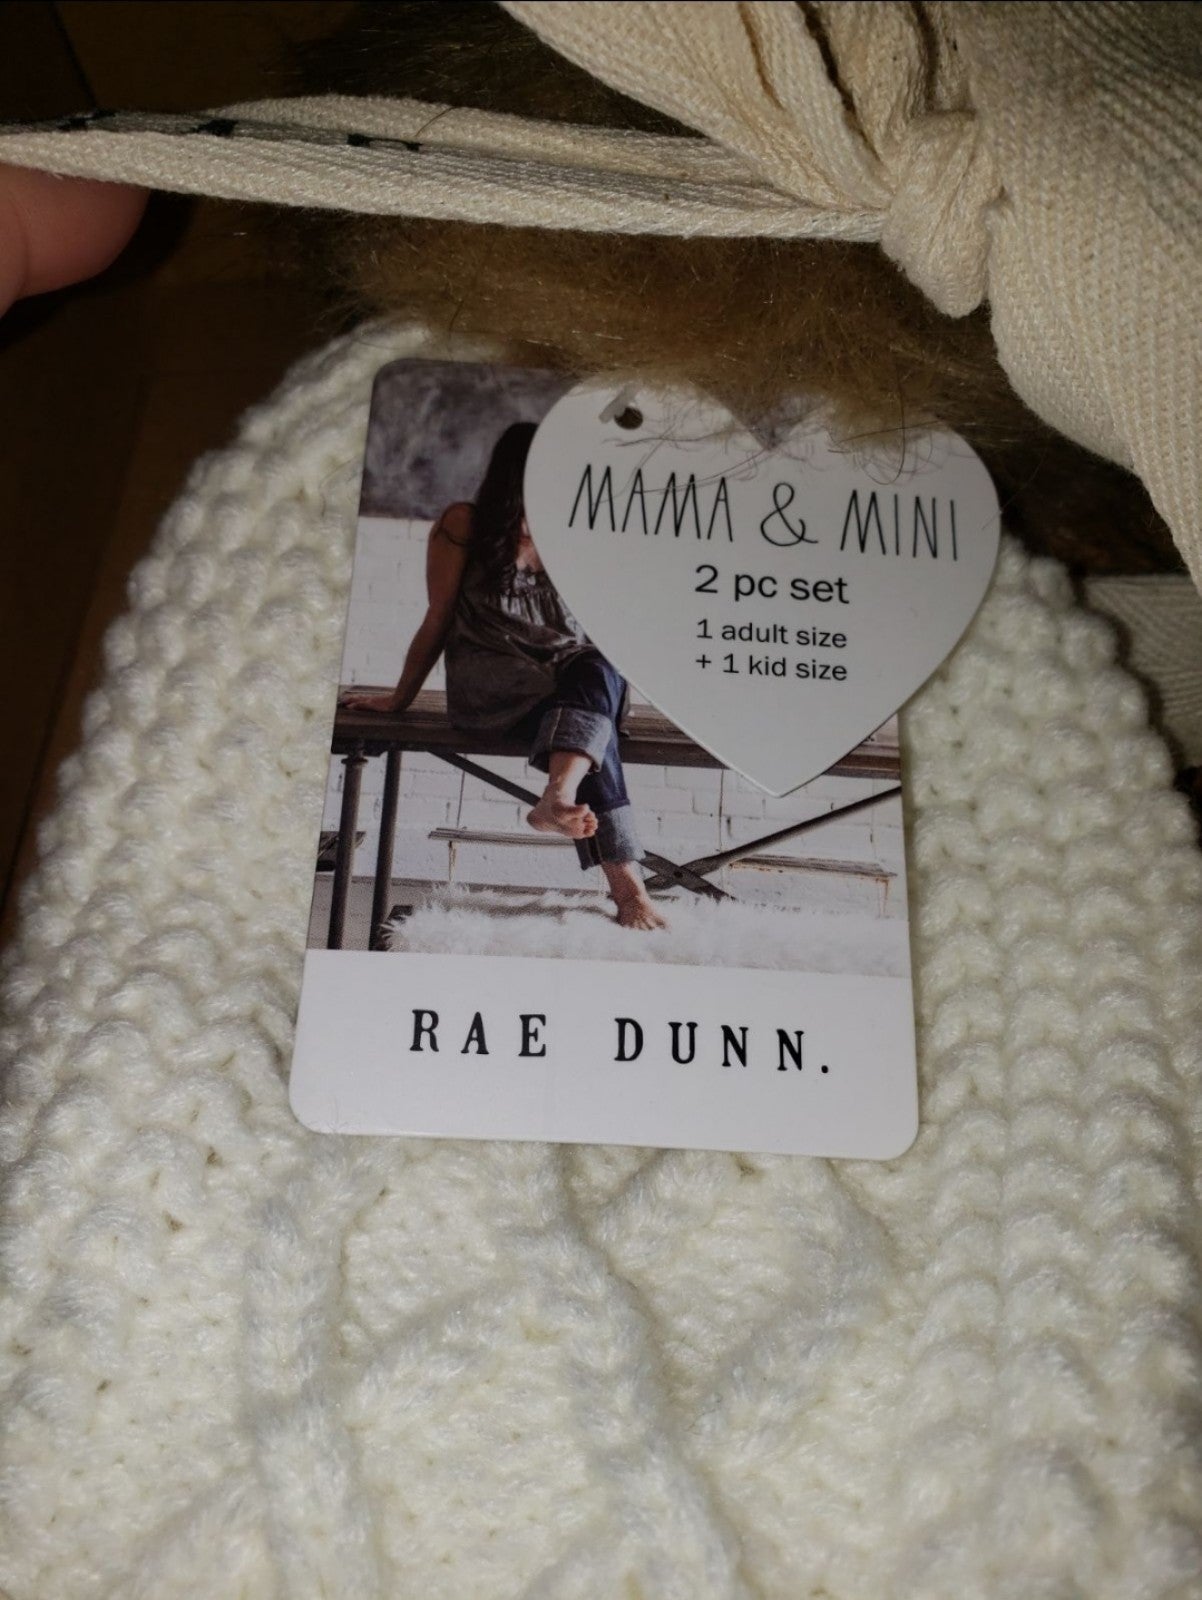 MAMA & MINI
2 pc set
1 adult size
+ 1 kid size
RAE DUNN.